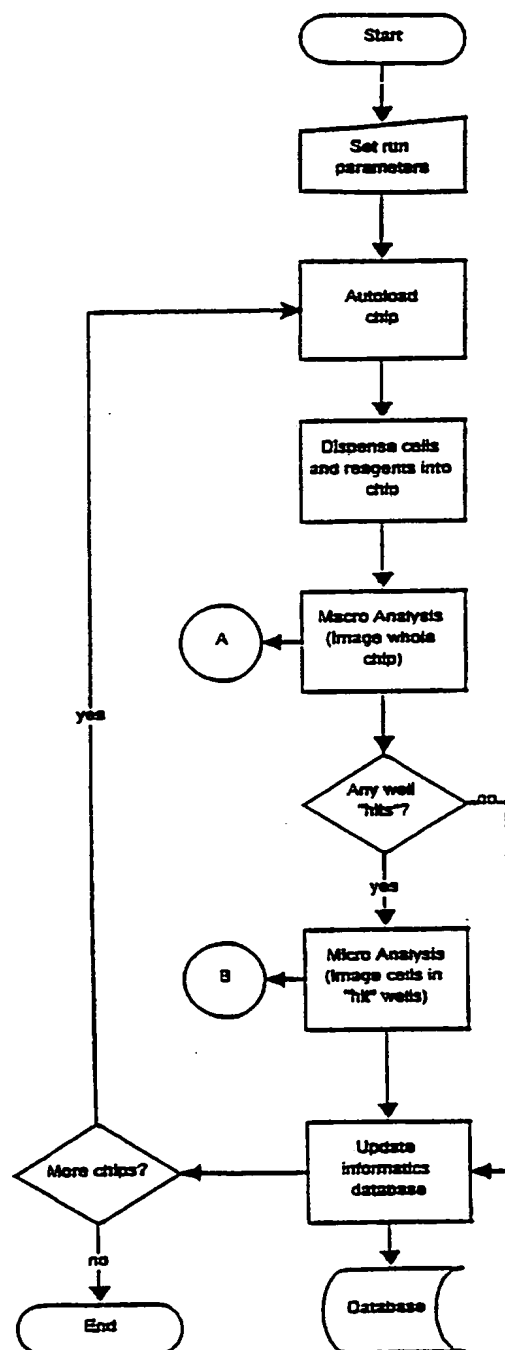 Start
Set run
parameters
Autoload
chip
Dispense cells
and reagents into
chip
Macro Analysis
(Image whole
chip)
A
yes
Any well
"hits"?
no
yes
Micro Analysis
(Image cells in
"hit" wells)
B
Update
informatics
database
More chips?
no
Database
End